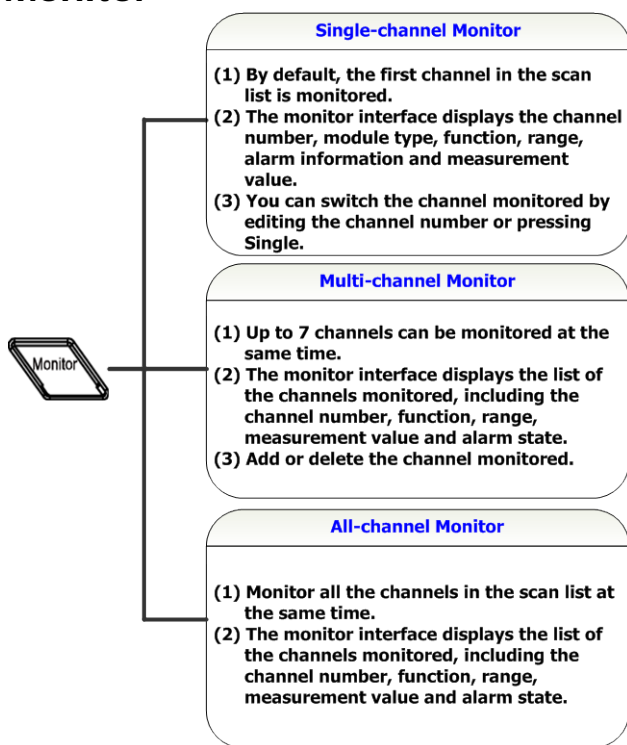 Single-channel Monitor
(1) By default, the first channel in the scan
list is monitored.
(2) The monitor interface displays the channel
number, module type, function, range,
alarm information and measurement
value.
(3) You can switch the channel monitored by
editing the channel number or pressing
Single.
Multi-channel Monitor
(1) Up to 7 channels can be monitored at the
same time.
(2) The monitor interface displays the list of
the channels monitored, including the
channel number, function, range,
measurement value and alarm state.
(3) Add or delete the channel monitored.
Monitor
All-channel Monitor
(1) Monitor all the channels in the scan list at
the same time.
(2) The monitor interface displays the list of
the channels monitored, including the
channel number, function, range,
measurement value and alarm state.